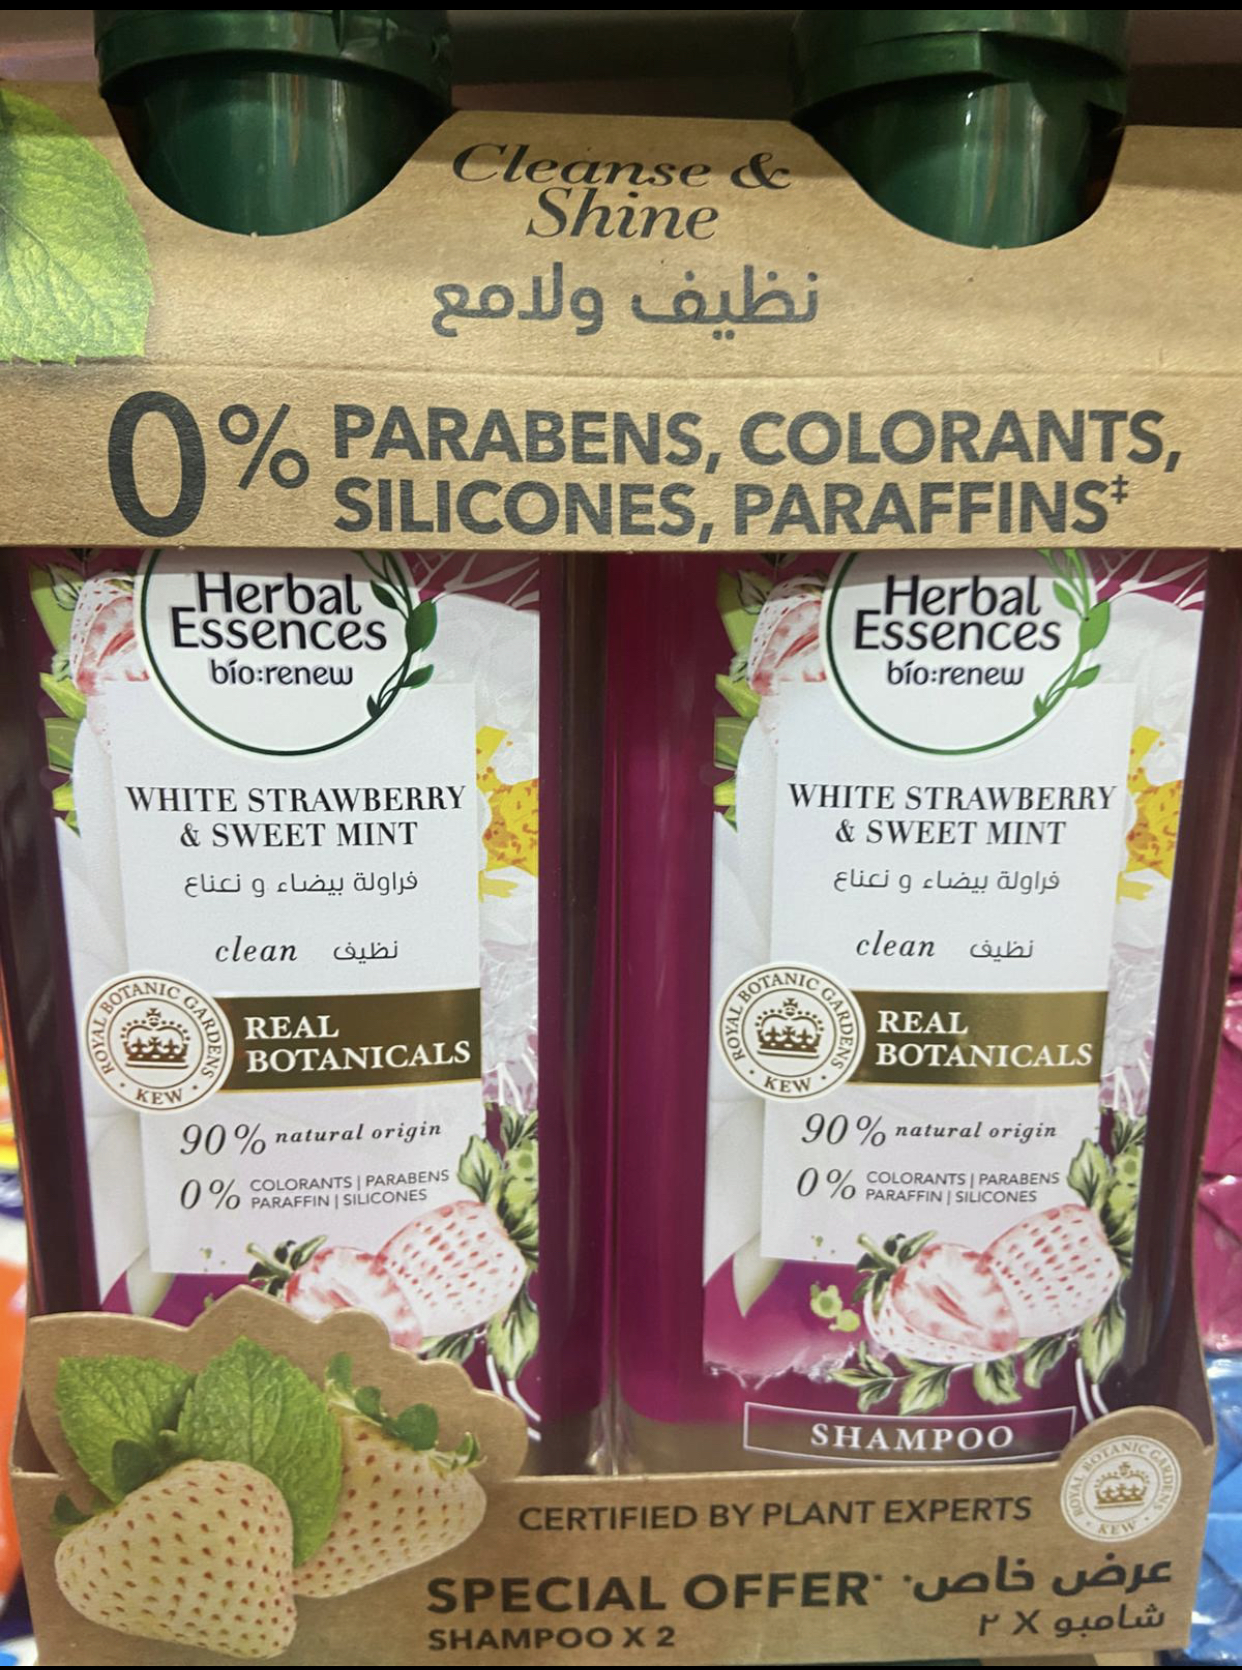 Cleanse &
Shine
نظيف ولامع
0% PARABENS, COLORANTS,
SILICONES, PARAFFINS‡
Herbal
Essences
bío:renew
WHITE STRAWBERRY
& SWEET MINT
فراولة بيضاء و نعناع
clean نظيف
ROYAL BOTANIC GARDENS
KEW
REAL
BOTANICALS
90% natural origin
0% COLORANTS | PARABENS
PARAFFIN | SILICONES
Herbal
Essences
bío:renew
WHITE STRAWBERRY
& SWEET MINT
فراولة بيضاء و نعناع
clean نظيف
ROYAL BOTANIC GARDENS
KEW
REAL
BOTANICALS
90% natural origin
0% COLORANTS | PARABENS
PARAFFIN | SILICONES
SHAMPOO
CERTIFIED BY PLANT EXPERTS
ROYAL BOTANIC GARDENS
KEW
SPECIAL OFFER* عرض خاص*
SHAMPOO X 2 شامبو X ٢